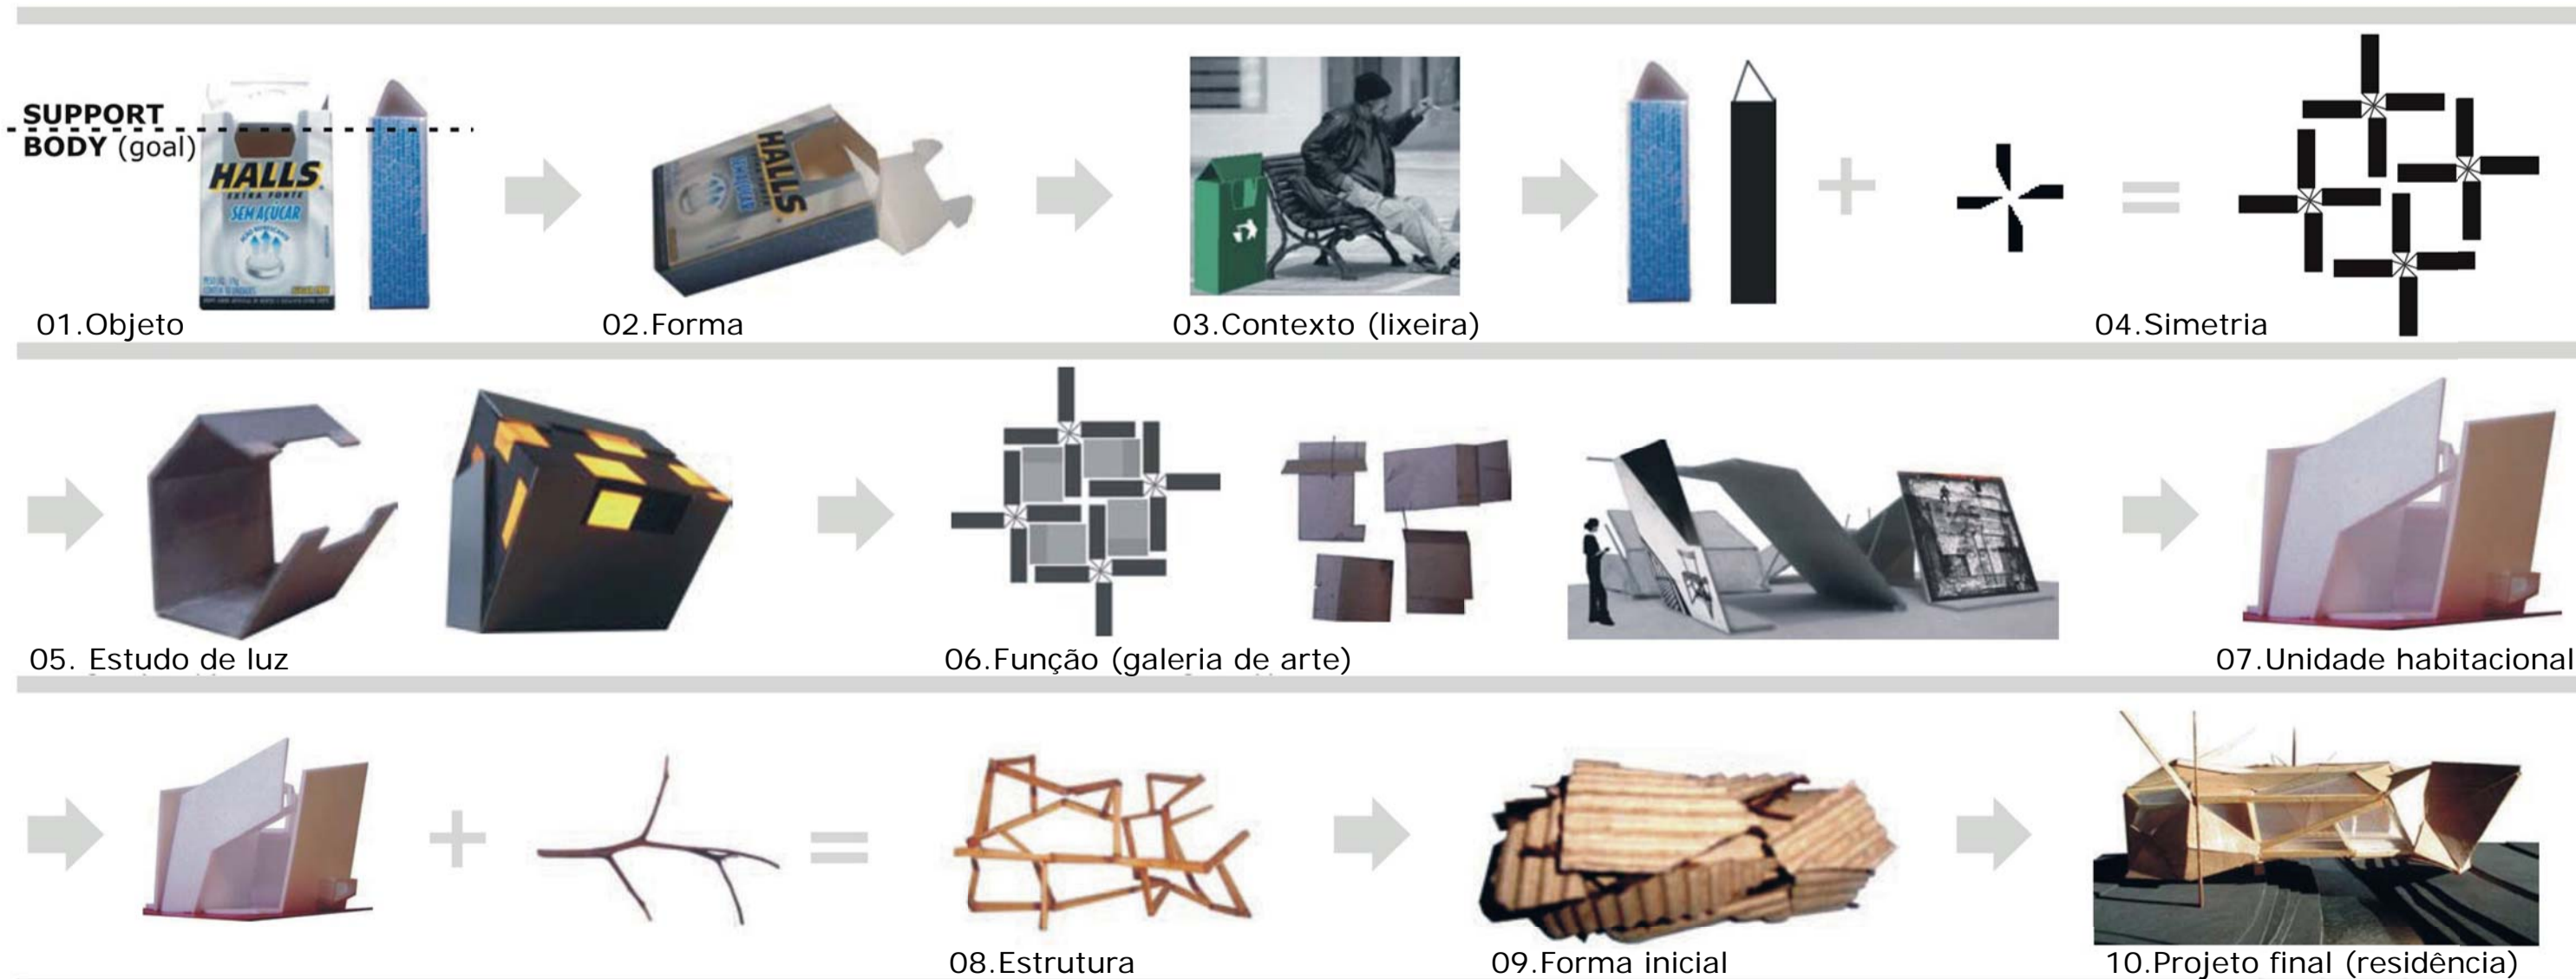 SUPPORT
BODY (goal)
HALLS
EXTRA FORTE
SEM AÇÚCAR
HALLS
01.Objeto
02.Forma
03.Contexto (lixeira)
04.Simetria
05. Estudo de luz
06.Função (galeria de arte)
07.Unidade habitacional
08.Estrutura
09.Forma inicial
10.Projeto final (residência)